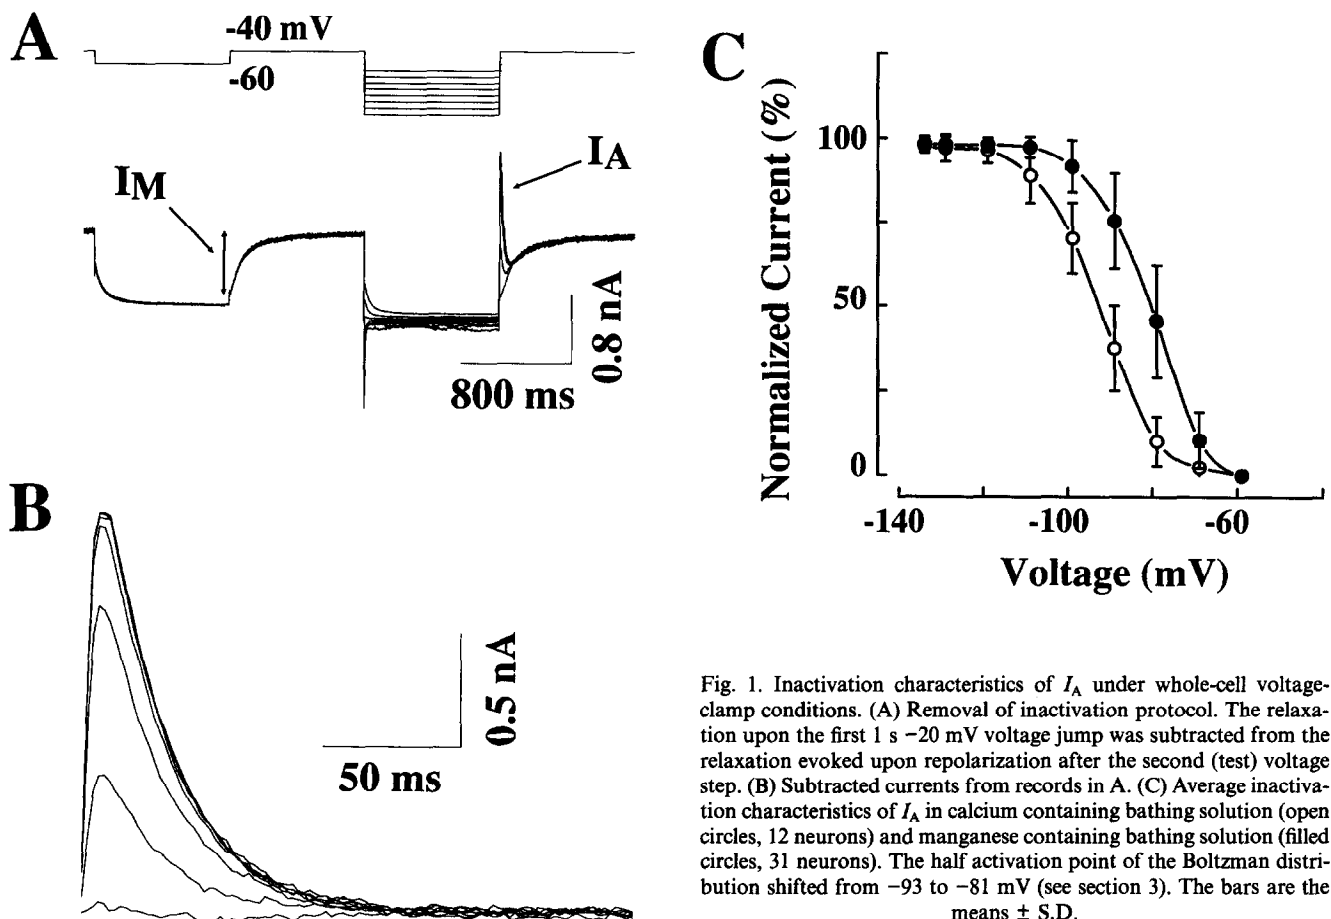 A
-40 mV
-60
IM
IA
0.8 nA
800 ms
B
0.5 nA
50 ms
C
Normalized Current (%)
100
50
0
-140
-100
-60
Voltage (mV)
Fig. 1. Inactivation characteristics of IA under whole-cell voltage-
clamp conditions. (A) Removal of inactivation protocol. The relaxa-
tion upon the first 1 s −20 mV voltage jump was subtracted from the
relaxation evoked upon repolarization after the second (test) voltage
step. (B) Subtracted currents from records in A. (C) Average inactiva-
tion characteristics of IA in calcium containing bathing solution (open
circles, 12 neurons) and manganese containing bathing solution (filled
circles, 31 neurons). The half activation point of the Boltzman distri-
bution shifted from −93 to −81 mV (see section 3). The bars are the
means ± S.D.